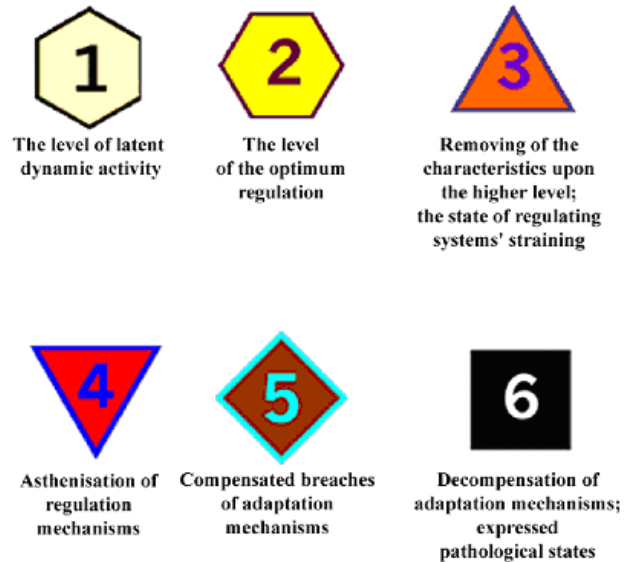 1
The level of latent
dynamic activity
2
The level
of the optimum
regulation
3
Removing of the
characteristics upon
the higher level;
the state of regulating
systems' straining
4
Asthenisation of
regulation
mechanisms
5
Compensated breaches
of adaptation
mechanisms
6
Decompensation of
adaptation mechanisms;
expressed
pathological states